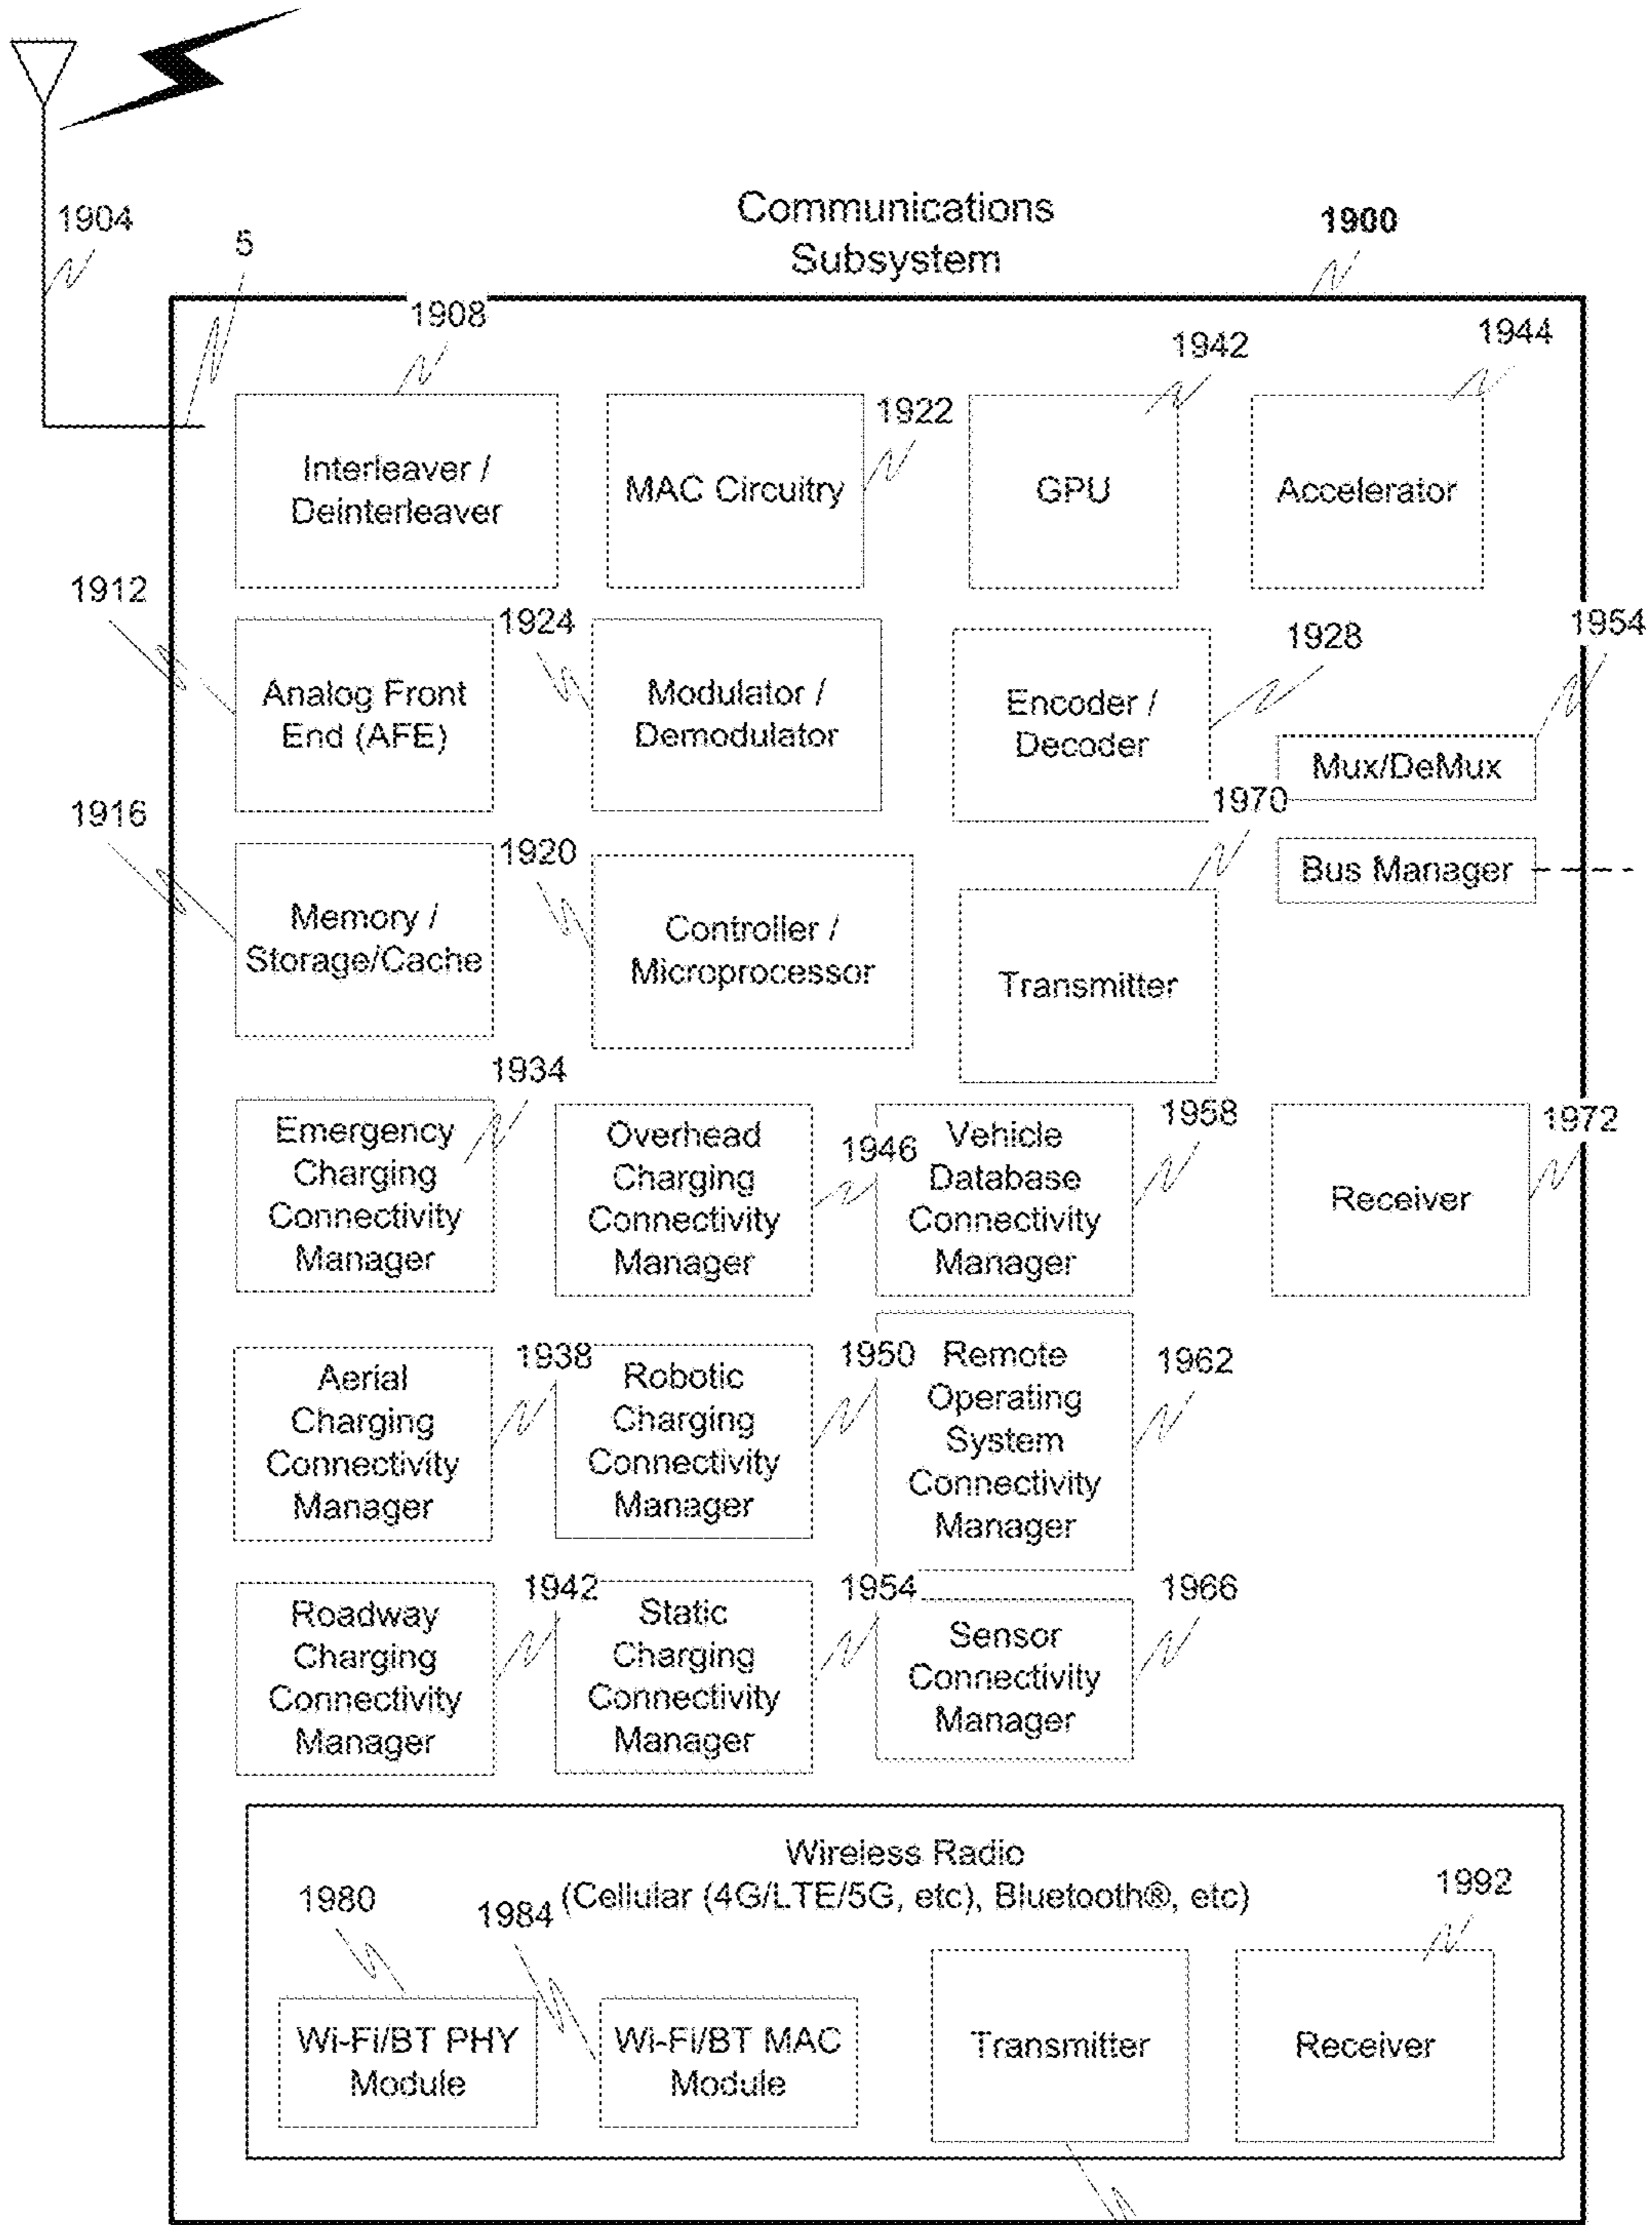 1904
5
Communications
Subsystem
1900
1908
1942
1944
1922
Interleaver /
Deinterleaver
MAC Circuitry
GPU
Accelerator
1912
1924
1928
1954
Analog Front
End (AFE)
Modulator /
Demodulator
Encoder /
Decoder
Mux/DeMux
1970
1916
1920
Bus Manager
Memory /
Storage/Cache
Controller /
Microprocessor
Transmitter
1934
Emergency
Charging
Connectivity
Manager
Overhead
Charging
Connectivity
Manager
1946
Vehicle
Database
Connectivity
Manager
1958
Receiver
1972
Aerial
Charging
Connectivity
Manager
1938
Robotic
Charging
Connectivity
Manager
1950
Remote
Operating
System
Connectivity
Manager
1962
Roadway
Charging
Connectivity
Manager
1942
Static
Charging
Connectivity
Manager
1954
Sensor
Connectivity
Manager
1966
Wireless Radio
(Cellular (4G/LTE/5G, etc), Bluetooth®, etc)
1980
1984
1992
Wi-Fi/BT PHY
Module
Wi-Fi/BT MAC
Module
Transmitter
Receiver